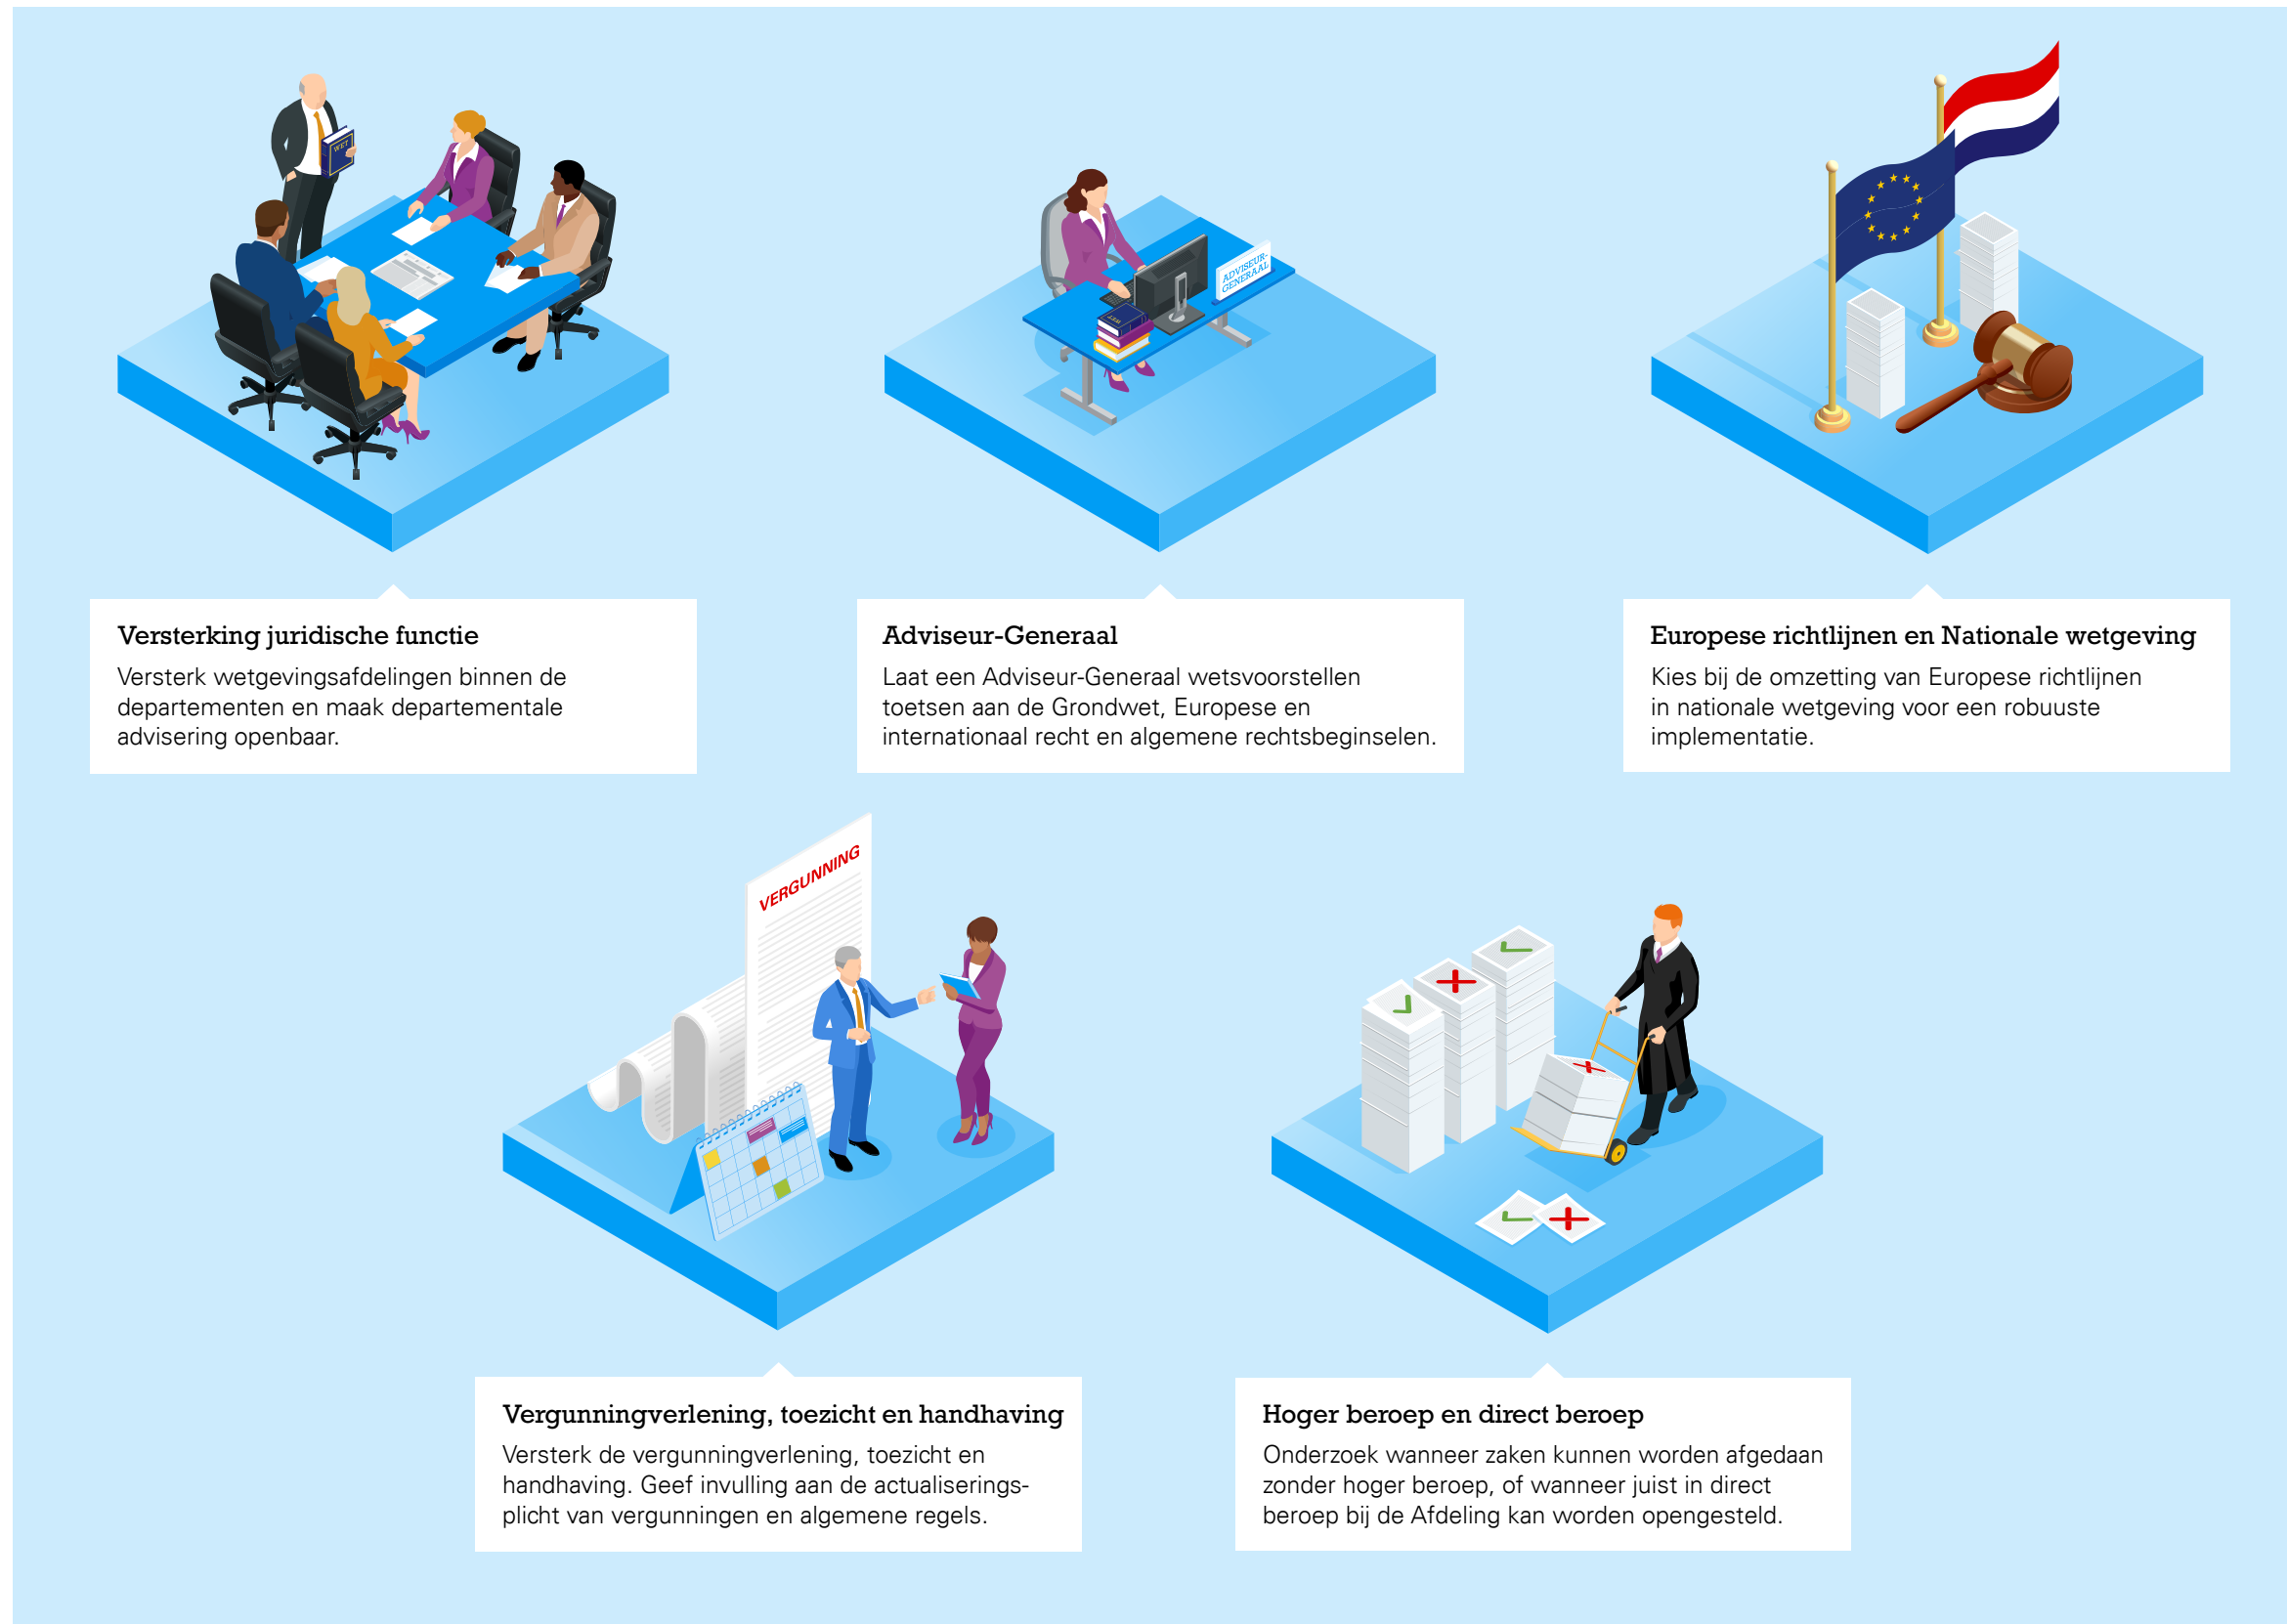 WET
ADVISEUR-
GENERAAL
WET
Versterking juridische functie
Versterk wetgevingsafdelingen binnen de
departementen en maak departementale
advisering openbaar.
Adviseur-Generaal
Laat een Adviseur-Generaal wetsvoorstellen
toetsen aan de Grondwet, Europese en
internationaal recht en algemene rechtsbeginselen.
Europese richtlijnen en Nationale wetgeving
Kies bij de omzetting van Europese richtlijnen
in nationale wetgeving voor een robuuste
implementatie.
VERGUNNING
Vergunningverlening, toezicht en handhaving
Versterk de vergunningverlening, toezicht en
handhaving. Geef invulling aan de actualiserings-
plicht van vergunningen en algemene regels.
Hoger beroep en direct beroep
Onderzoek wanneer zaken kunnen worden afgedaan
zonder hoger beroep, of wanneer juist in direct
beroep bij de Afdeling kan worden opengesteld.